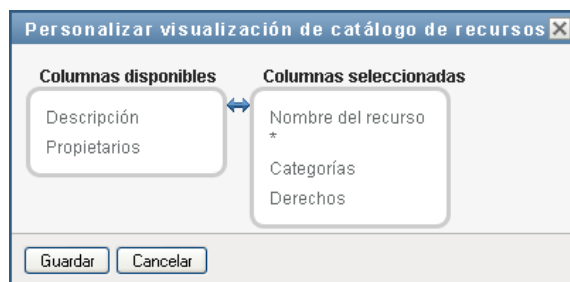 Personalizar visualización de catálogo de recursos
Columnas disponibles
Columnas seleccionadas
Descripción
Propietarios
Nombre del recurso
*
Categorías
Derechos
Guardar
Cancelar